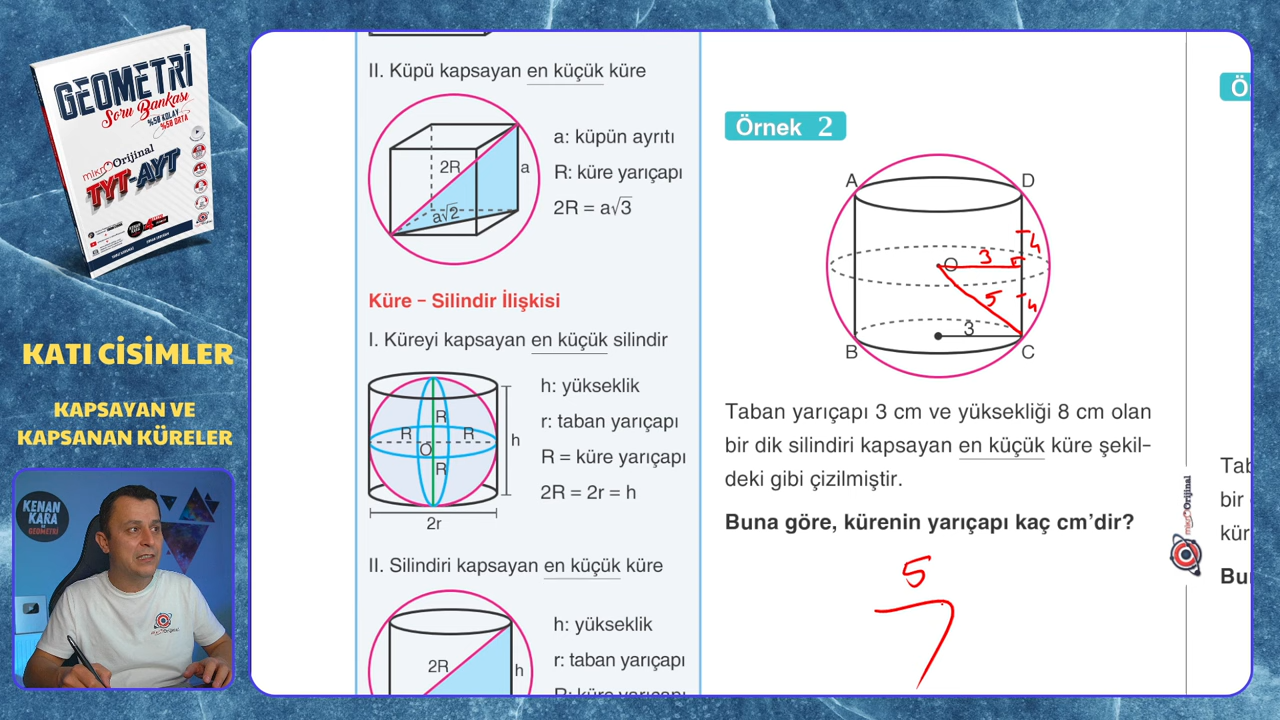 GEOMETRİ
Soru Bankası
%50 KOLAY
%50 ORTA
mikro Orijinal
TYT-AYT
KATI CİSİMLER
KAPSAYAN VE
KAPSANAN KÜRELER
KENAN
KARA
GEOMETRİ
II. Küpü kapsayan en küçük küre
2R
a
a√2
a: küpün ayrıtı
R: küre yarıçapı
2R = a√3
Küre – Silindir İlişkisi
I. Küreyi kapsayan en küçük silindir
R
R
R
O
R
h
2r
h: yükseklik
r: taban yarıçapı
R = küre yarıçapı
2R = 2r = h
II. Silindiri kapsayan en küçük küre
2R
h
h: yükseklik
r: taban yarıçapı
R: küre yarıçapı
Örnek 2
A
D
4
3
O
5
4
3
B
C
Taban yarıçapı 3 cm ve yüksekliği 8 cm olan
bir dik silindiri kapsayan en küçük küre şekil–
deki gibi çizilmiştir.
Buna göre, kürenin yarıçapı kaç cm’dir?
5
mikro Orijinal
Ö
Tab
bir
kür
Bu